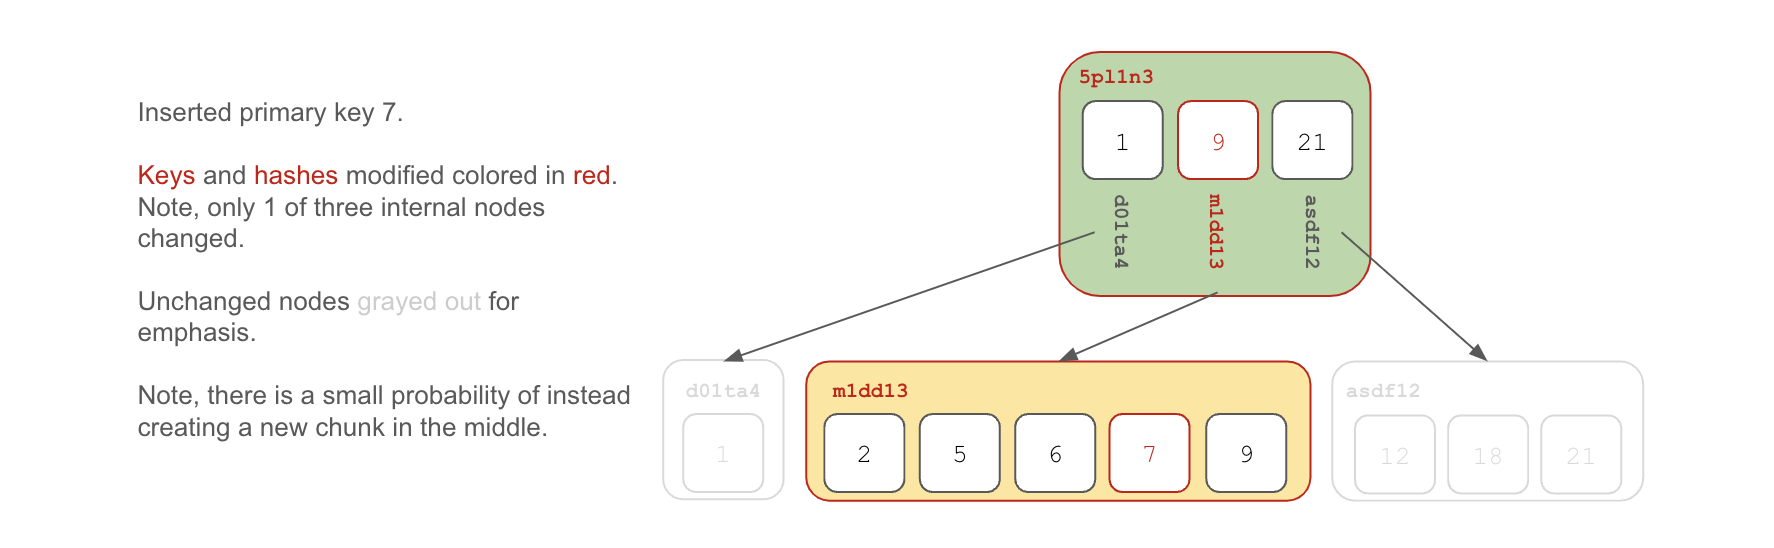 Inserted primary key 7.
Keys and hashes modified colored in red.
Note, only 1 of three internal nodes
changed.
Unchanged nodes grayed out for
emphasis.
Note, there is a small probability of instead
creating a new chunk in the middle.
5pl1n3
1 9 21
d01ta4 m1dd13 asdf12
d01ta4
1
m1dd13
2 5 6 7 9
asdf12
12 18 21